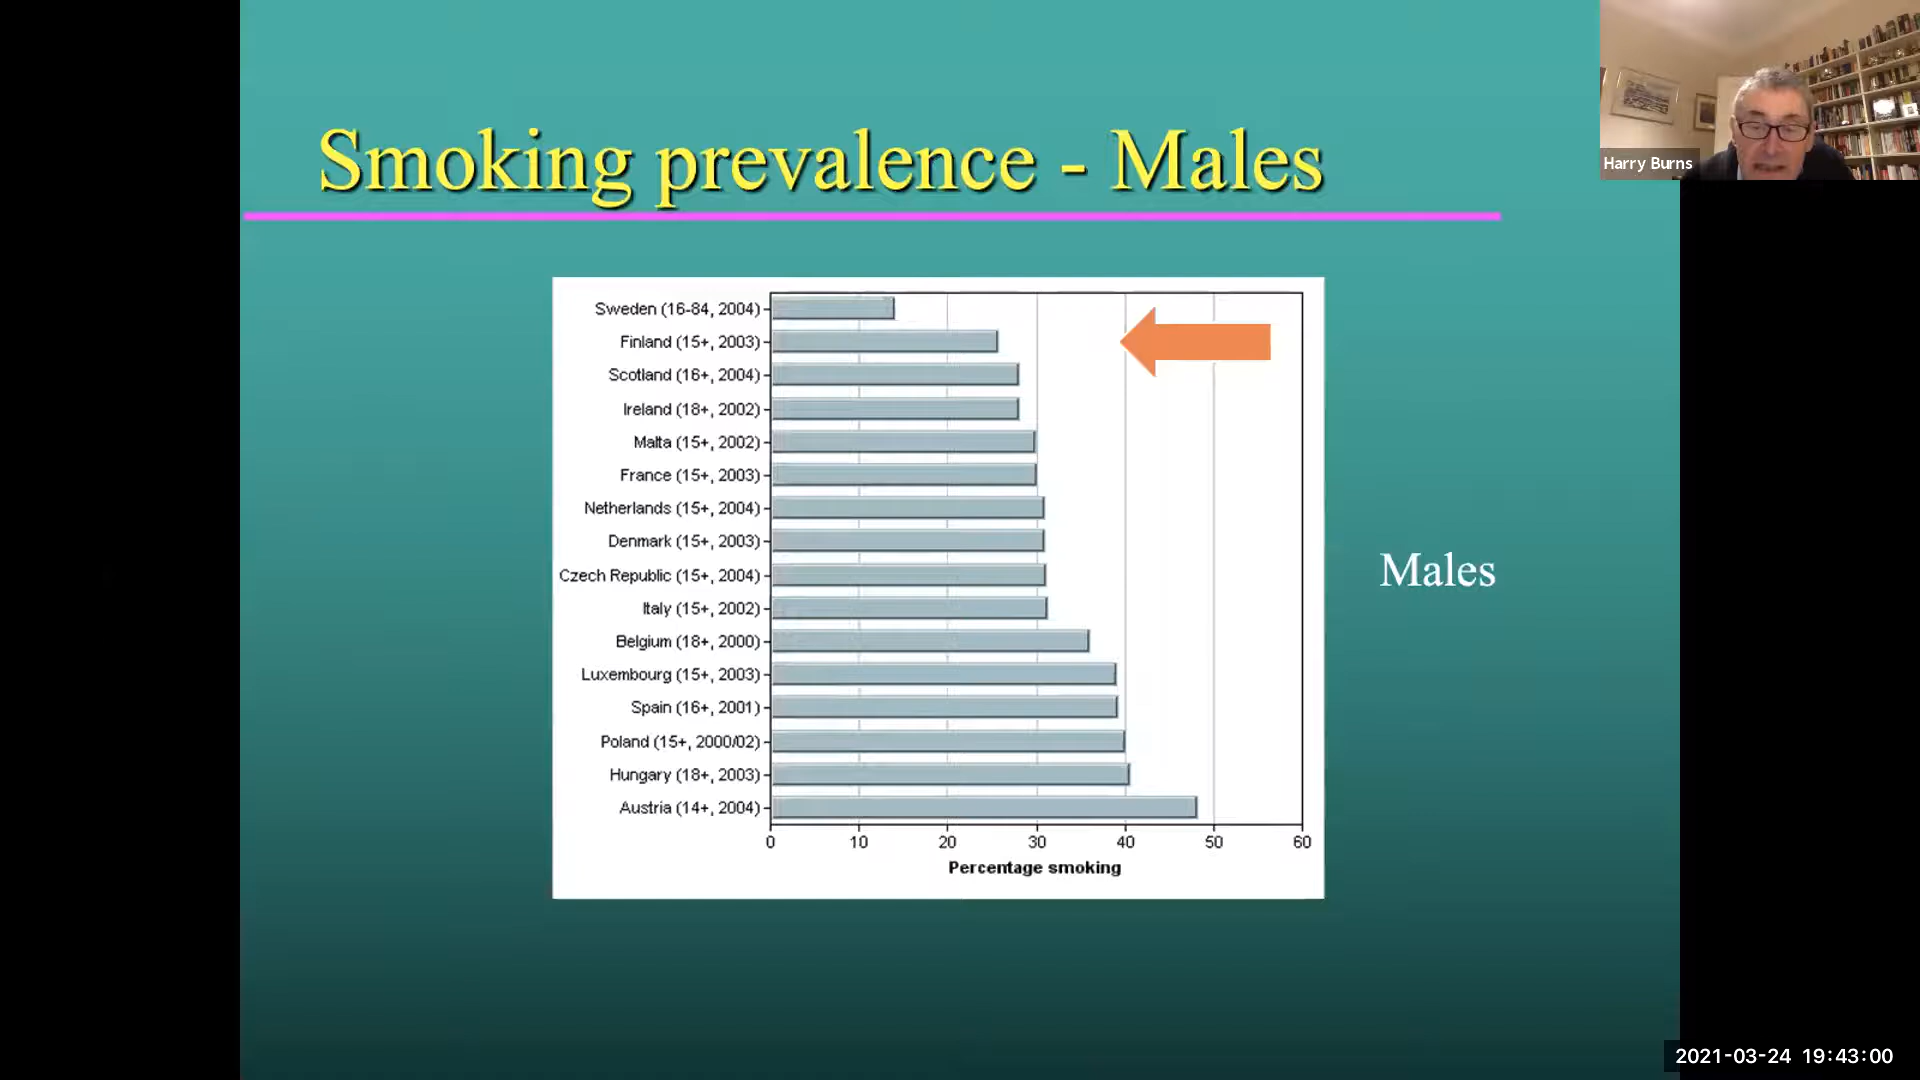 Smoking prevalence - Males
Harry Burns
Sweden (16-84, 2004)
Finland (15+, 2003)
Scotland (16+, 2004)
Ireland (18+, 2002)
Malta (15+, 2002)
France (15+, 2003)
Netherlands (15+, 2004)
Denmark (15+, 2003)
Czech Republic (15+, 2004)
Italy (15+, 2002)
Belgium (18+, 2000)
Luxembourg (15+, 2003)
Spain (16+, 2001)
Poland (15+, 2000/02)
Hungary (18+, 2003)
Austria (14+, 2004)
0 10 20 30 40 50 60
Percentage smoking
Males
2021-03-24 19:43:00